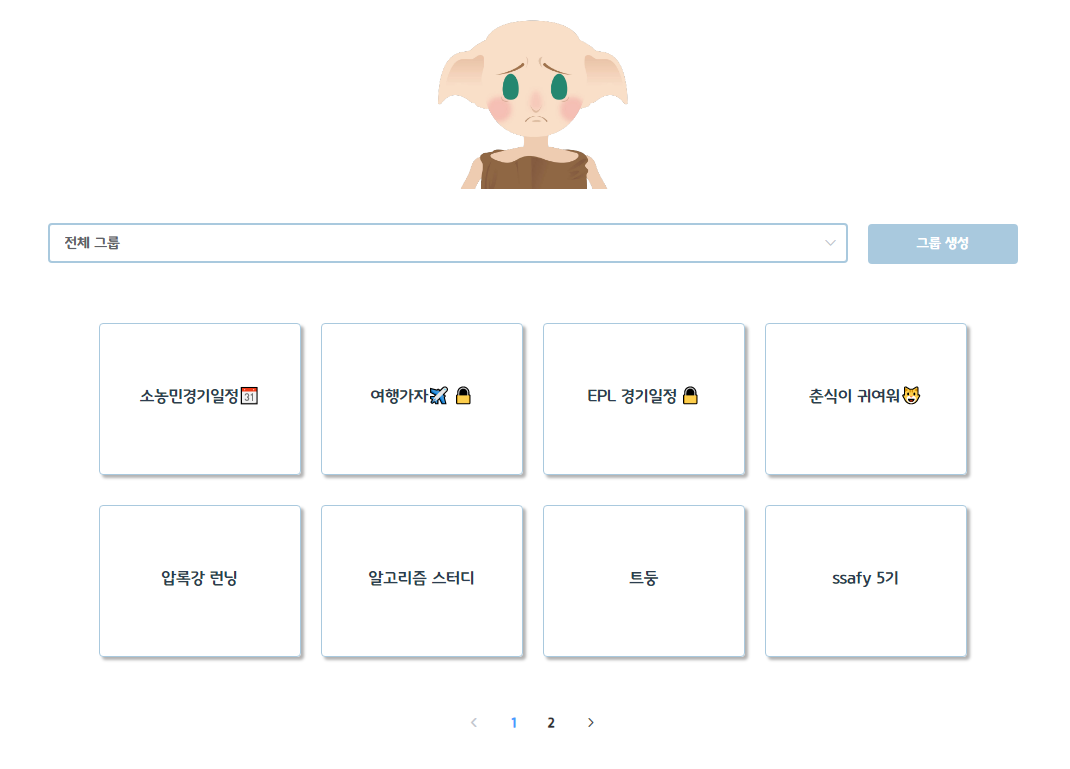 전체 그룹
그룹 생성
소농민경기일정📅
여행가자✈️ 🔒
EPL 경기일정 🔒
춘식이 귀여워🐱
압록강 런닝
알고리즘 스터디
트둥
ssafy 5기
< 1 2 >